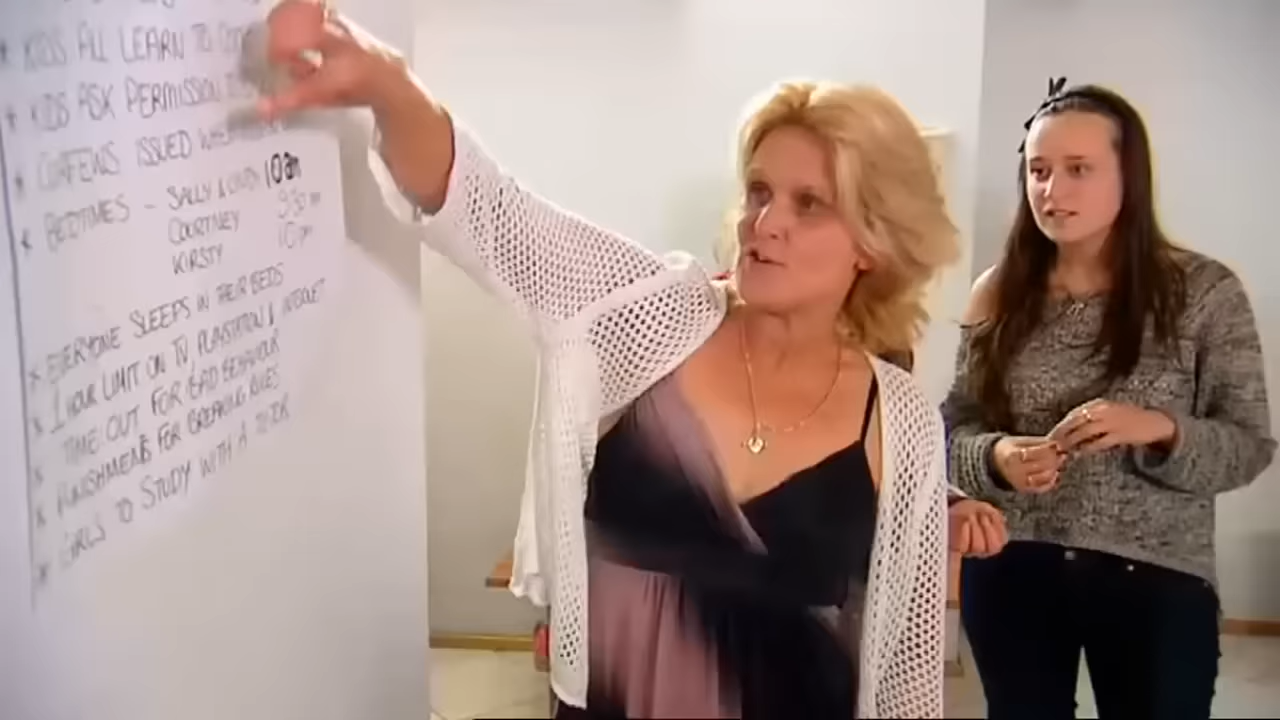 * KIDS ALL LEARN TO
* KIDS ASK PERMISSION
* CURFEWS ISSUED
* BEDTIMES - SALLY & 10am
COURTNEY 9:30pm
KIRSTY 10pm
* EVERYONE SLEEPS IN THEIR BEDS
* 1 HOUR LIMIT ON TV, PLAYSTATION & INTERNET
* TIME OUT FOR BAD BEHAVIOUR
* PUNISHMENTS FOR BREAKING RULES
* GIRLS TO STUDY WITH A TUTOR